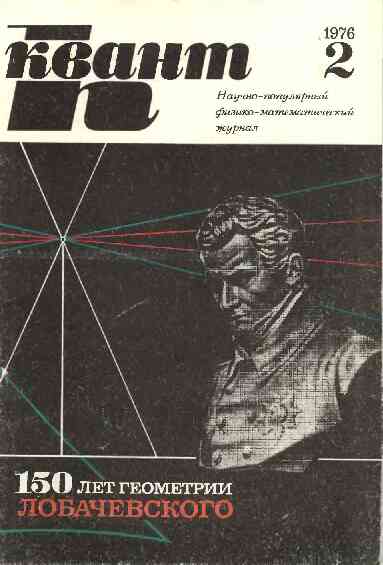 квант
1976
2
Научно-популярный
физико-математический
журнал
150 ЛЕТ ГЕОМЕТРИИ
ЛОБАЧЕВСКОГО